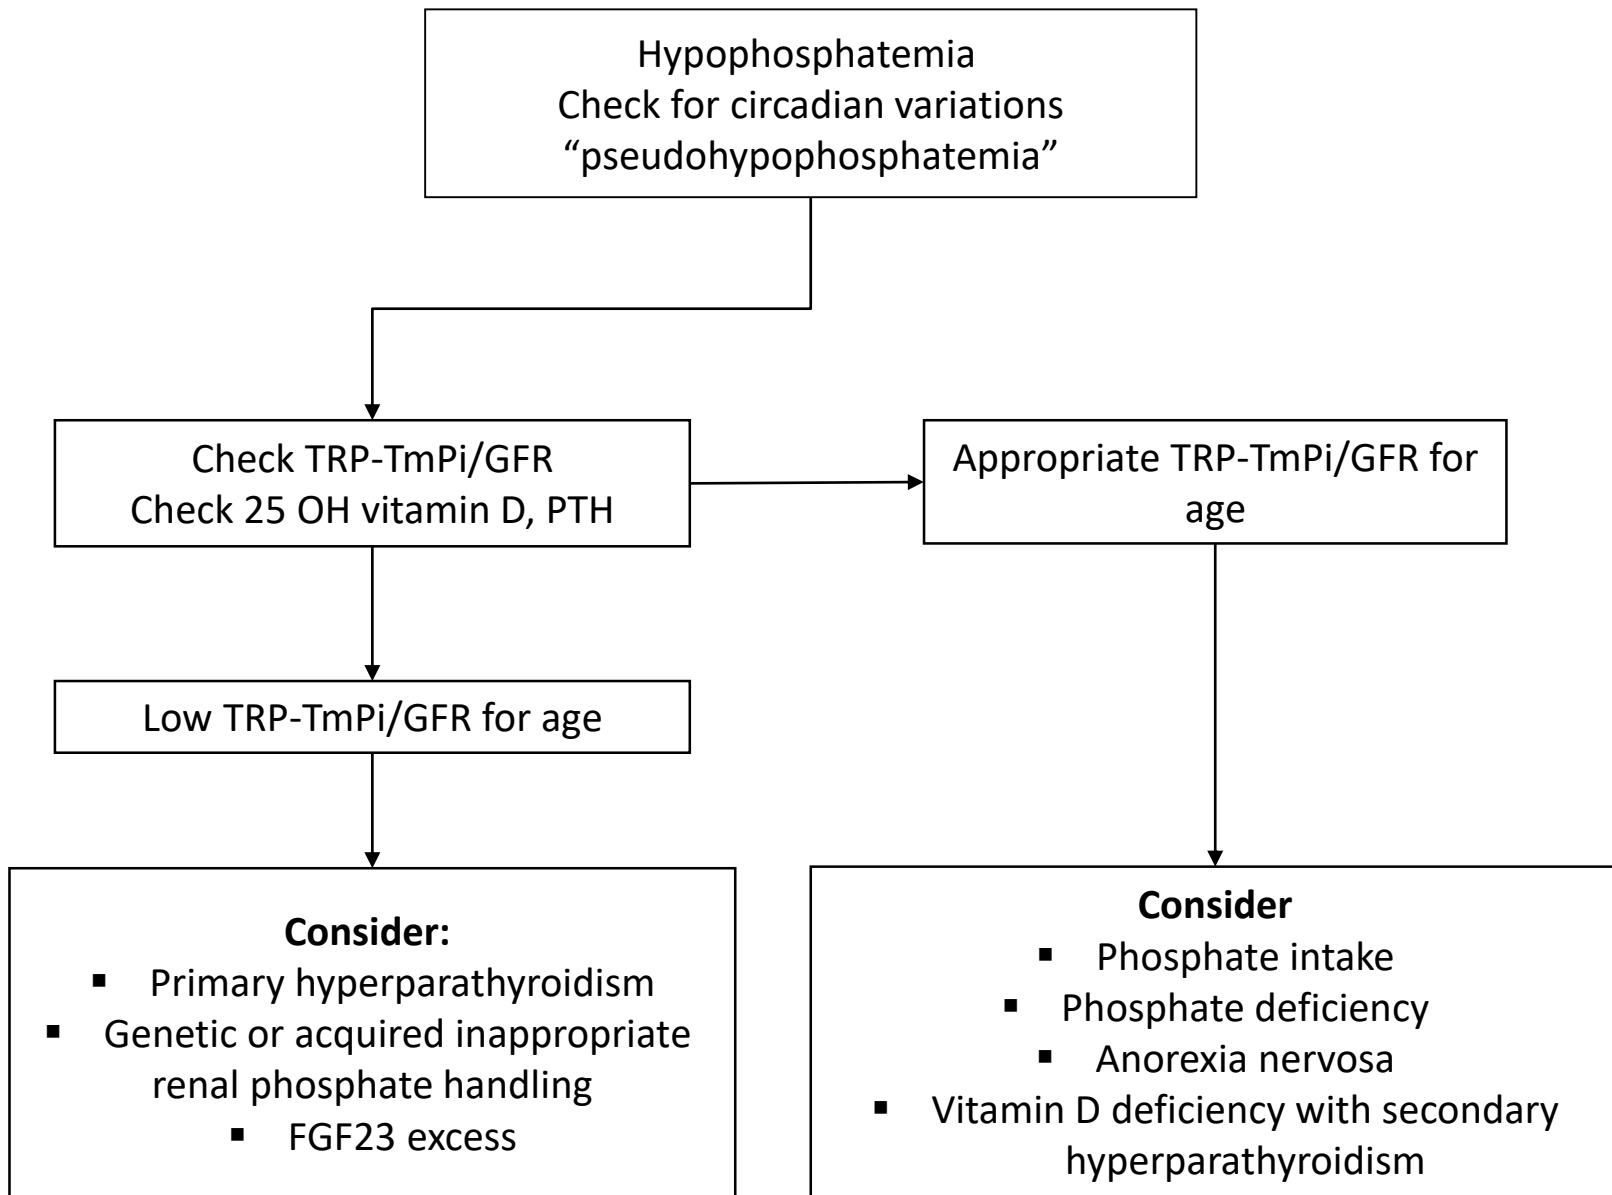 Hypophosphatemia
Check for circadian variations
“pseudohypophosphatemia”
Check TRP-TmPi/GFR
Check 25 OH vitamin D, PTH
Appropriate TRP-TmPi/GFR for
age
Low TRP-TmPi/GFR for age
Consider:
▪ Primary hyperparathyroidism
▪ Genetic or acquired inappropriate
renal phosphate handling
▪ FGF23 excess
Consider
▪ Phosphate intake
▪ Phosphate deficiency
▪ Anorexia nervosa
▪ Vitamin D deficiency with secondary
hyperparathyroidism